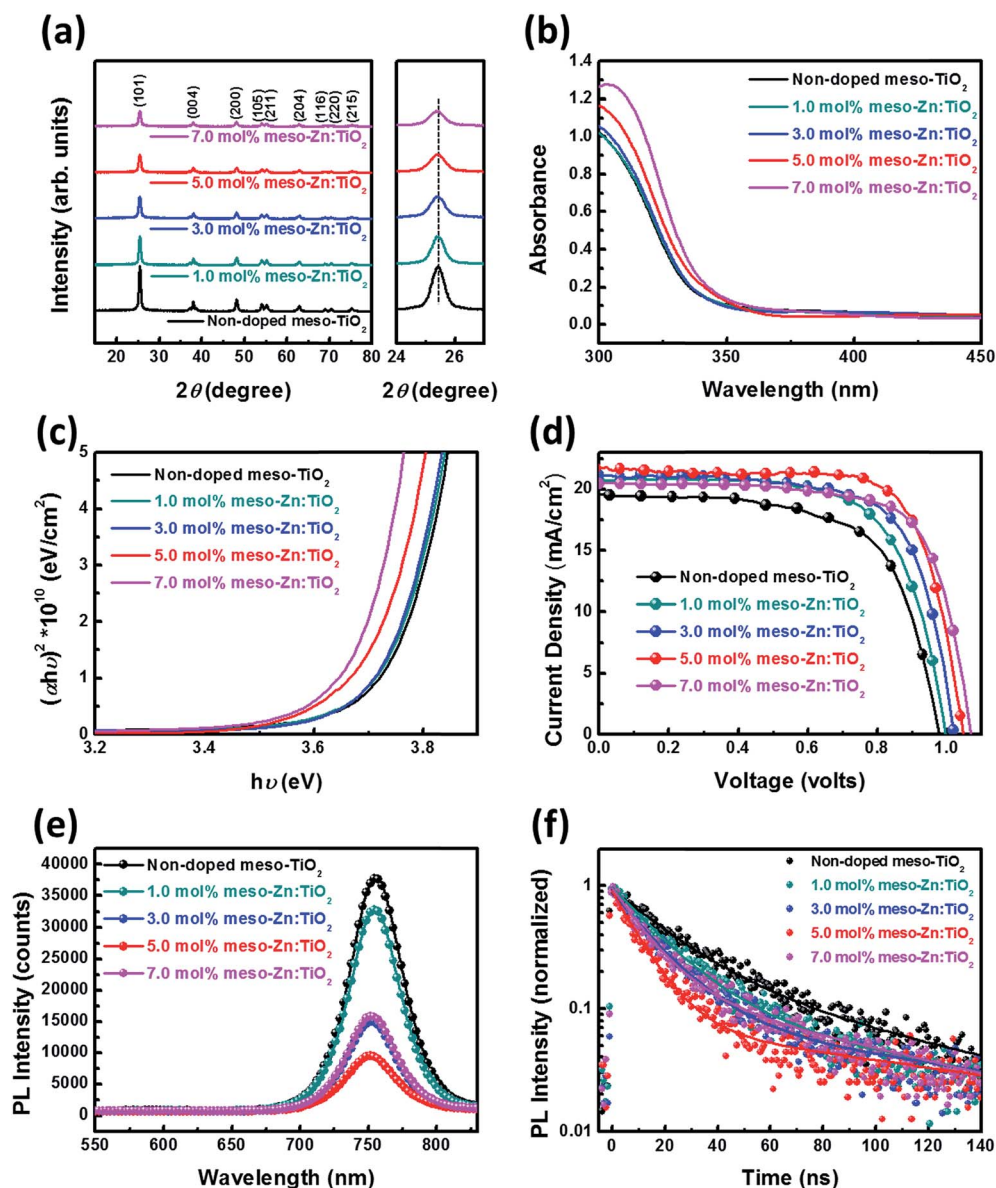 (a)
Intensity (arb. units)
(101)
(004)
(200)
(105)
(211)
(204)
(116)
(220)
(215)
7.0 mol% meso-Zn:TiO₂
5.0 mol% meso-Zn:TiO₂
3.0 mol% meso-Zn:TiO₂
1.0 mol% meso-Zn:TiO₂
Non-doped meso-TiO₂
20 30 40 50 60 70 80
2θ (degree)
24 26
2θ (degree)
(b)
Absorbance
1.4
1.2
1.0
0.8
0.6
0.4
0.2
0.0
Non-doped meso-TiO₂
1.0 mol% meso-Zn:TiO₂
3.0 mol% meso-Zn:TiO₂
5.0 mol% meso-Zn:TiO₂
7.0 mol% meso-Zn:TiO₂
300 350 400 450
Wavelength (nm)
(c)
(αhυ)² *10¹⁰ (eV/cm²)
5
4
3
2
1
0
Non-doped meso-TiO₂
1.0 mol% meso-Zn:TiO₂
3.0 mol% meso-Zn:TiO₂
5.0 mol% meso-Zn:TiO₂
7.0 mol% meso-Zn:TiO₂
3.2 3.4 3.6 3.8
hυ (eV)
(d)
Current Density (mA/cm²)
20
15
10
5
0
Non-doped meso-TiO₂
1.0 mol% meso-Zn:TiO₂
3.0 mol% meso-Zn:TiO₂
5.0 mol% meso-Zn:TiO₂
7.0 mol% meso-Zn:TiO₂
0.0 0.2 0.4 0.6 0.8 1.0
Voltage (volts)
(e)
PL Intensity (counts)
40000
35000
30000
25000
20000
15000
10000
5000
0
Non-doped meso-TiO₂
1.0 mol% meso-Zn:TiO₂
3.0 mol% meso-Zn:TiO₂
5.0 mol% meso-Zn:TiO₂
7.0 mol% meso-Zn:TiO₂
550 600 650 700 750 800
Wavelength (nm)
(f)
PL Intensity (normalized)
1
0.1
0.01
Non-doped meso-TiO₂
1.0 mol% meso-Zn:TiO₂
3.0 mol% meso-Zn:TiO₂
5.0 mol% meso-Zn:TiO₂
7.0 mol% meso-Zn:TiO₂
0 20 40 60 80 100 120 140
Time (ns)